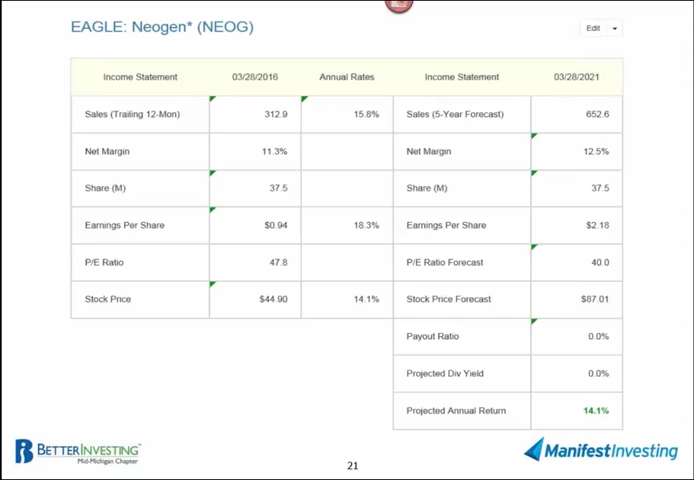 EAGLE: Neogen* (NEOG)
Edit
Income Statement 03/28/2016 Annual Rates Income Statement 03/28/2021
Sales (Trailing 12-Mon) 312.9 15.8% Sales (5-Year Forecast) 652.6
Net Margin 11.3% Net Margin 12.5%
Share (M) 37.5 Share (M) 37.5
Earnings Per Share $0.94 18.3% Earnings Per Share $2.18
P/E Ratio 47.8 P/E Ratio Forecast 40.0
Stock Price $44.90 14.1% Stock Price Forecast $87.01
Payout Ratio 0.0%
Projected Div Yield 0.0%
Projected Annual Return 14.1%
BETTERINVESTING™
Mid-Michigan Chapter
21
ManifestInvesting